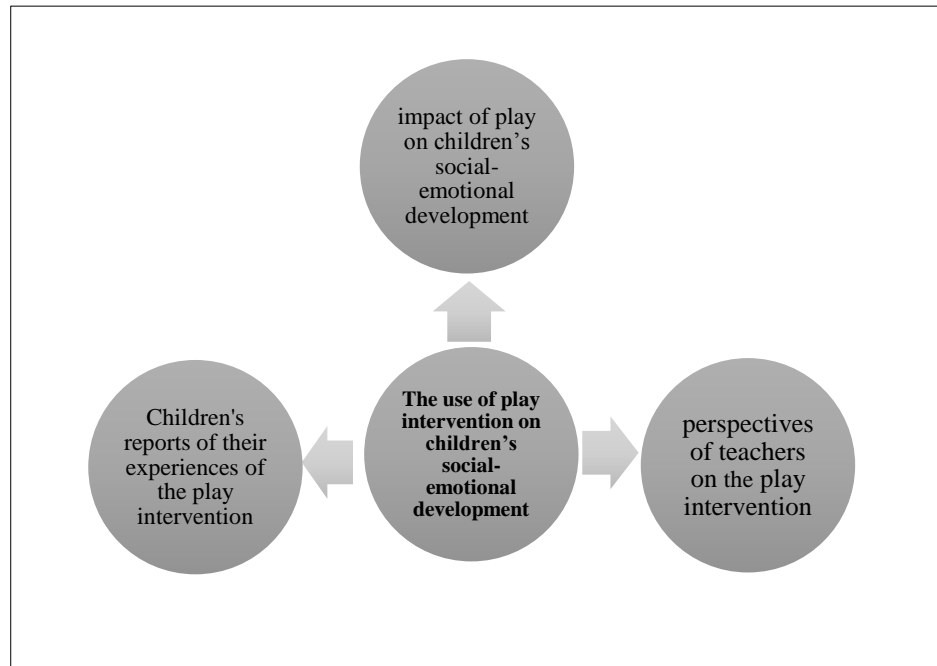 impact of play
on children’s
social-
emotional
development
Children's
reports of their
experiences of
the play
intervention
The use of play
intervention on
children’s
social-
emotional
development
perspectives
of teachers
on the play
intervention